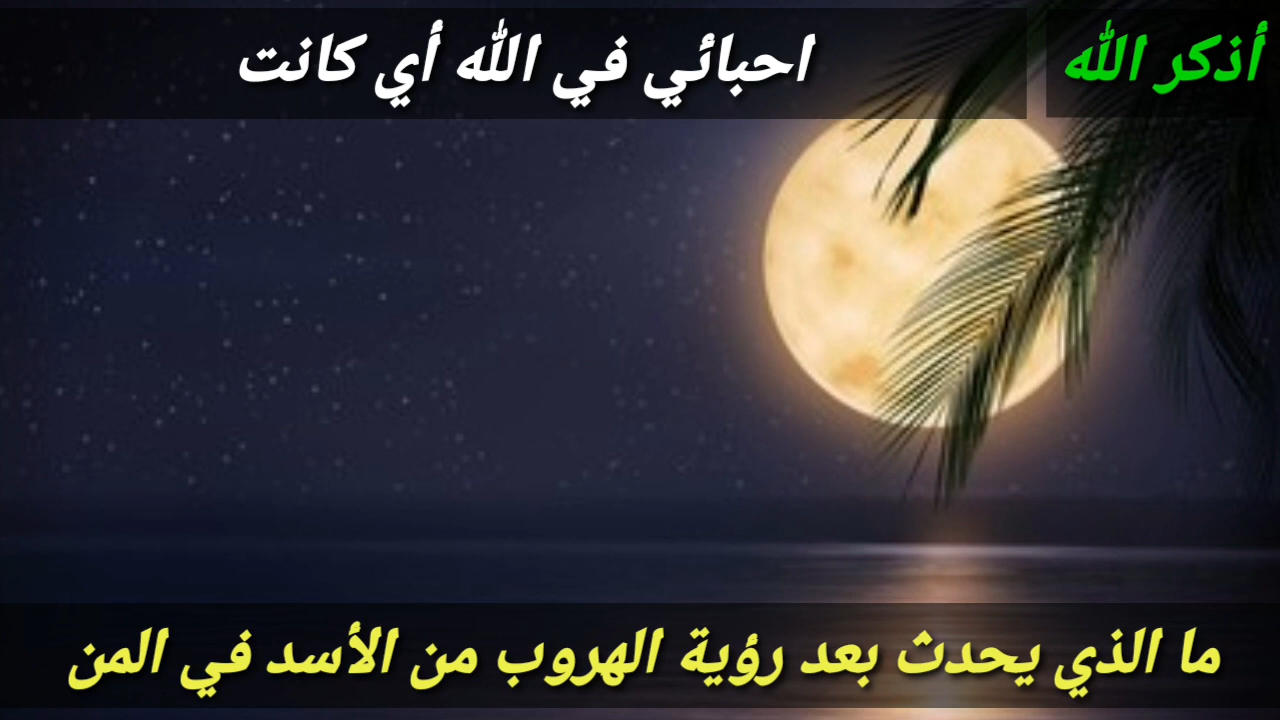 أذكر الله
احبائي في الله أي كانت
ما الذي يحدث بعد رؤية الهروب من الأسد في المن